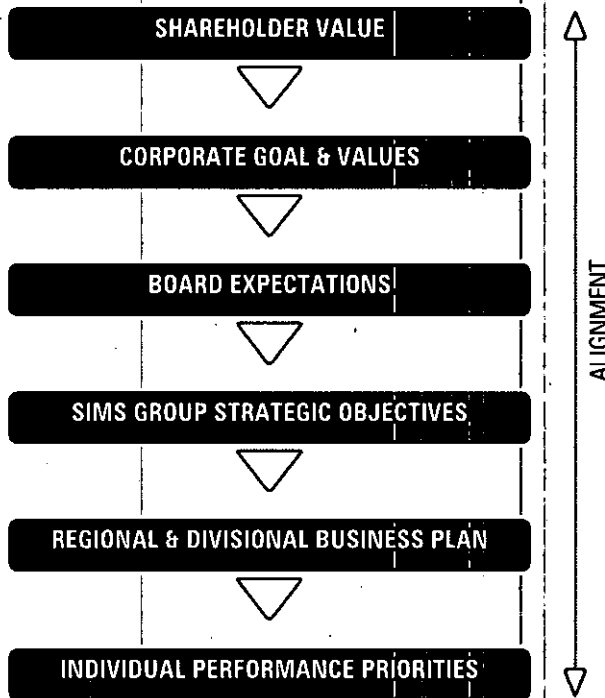 SHAREHOLDER VALUE
CORPORATE GOAL & VALUES
BOARD EXPECTATIONS
SIMS GROUP STRATEGIC OBJECTIVES
REGIONAL & DIVISIONAL BUSINESS PLAN
INDIVIDUAL PERFORMANCE PRIORITIES
ALIGNMENT